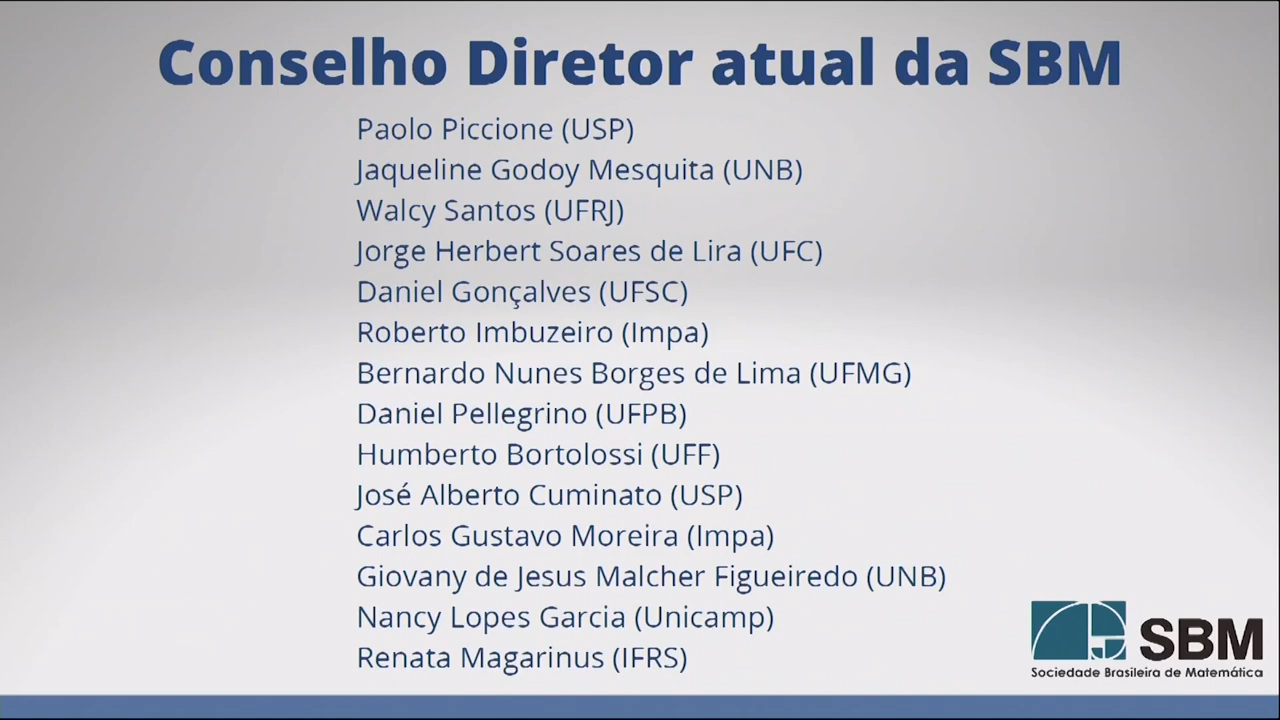 Conselho Diretor atual da SBM
Paolo Piccione (USP)
Jaqueline Godoy Mesquita (UNB)
Walcy Santos (UFRJ)
Jorge Herbert Soares de Lira (UFC)
Daniel Gonçalves (UFSC)
Roberto Imbuzeiro (Impa)
Bernardo Nunes Borges de Lima (UFMG)
Daniel Pellegrino (UFPB)
Humberto Bortolossi (UFF)
José Alberto Cuminato (USP)
Carlos Gustavo Moreira (Impa)
Giovany de Jesus Malcher Figueiredo (UNB)
Nancy Lopes Garcia (Unicamp)
Renata Magarinus (IFRS)
SBM
Sociedade Brasileira de Matemática